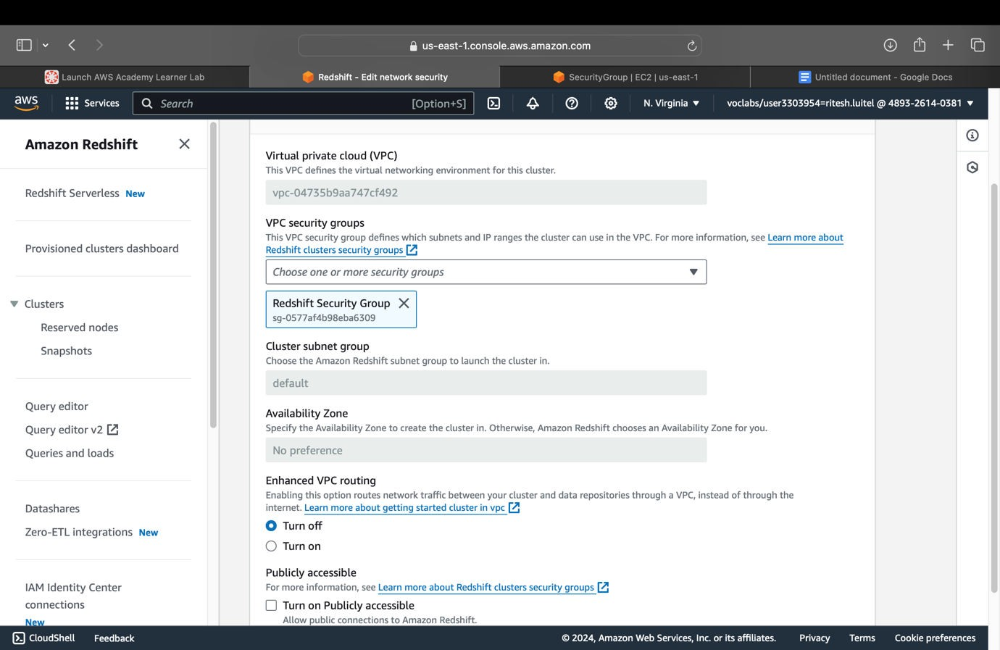 us-east-1.console.aws.amazon.com
Launch AWS Academy Learner Lab
Redshift - Edit network security
SecurityGroup | EC2 | us-east-1
Untitled document - Google Docs
aws
Services
Search
[Option+S]
N. Virginia
voclabs/user3303954=ritesh.luitel @ 4893-2614-0381
Amazon Redshift
Redshift Serverless New
Provisioned clusters dashboard
Clusters
Reserved nodes
Snapshots
Query editor
Query editor v2
Queries and loads
Datashares
Zero-ETL integrations New
IAM Identity Center
connections
New
Virtual private cloud (VPC)
This VPC defines the virtual networking environment for this cluster.
vpc-04735b9aa747cf492
VPC security groups
This VPC security group defines which subnets and IP ranges the cluster can use in the VPC. For more information, see Learn more about
Redshift clusters security groups
Choose one or more security groups
Redshift Security Group
sg-0577af4b98eba6309
Cluster subnet group
Choose the Amazon Redshift subnet group to launch the cluster in.
default
Availability Zone
Specify the Availability Zone to create the cluster in. Otherwise, Amazon Redshift chooses an Availability Zone for you.
No preference
Enhanced VPC routing
Enabling this option routes network traffic between your cluster and data repositories through a VPC, instead of through the
internet. Learn more about getting started cluster in vpc
Turn off
Turn on
Publicly accessible
For more information, see Learn more about Redshift clusters security groups
Turn on Publicly accessible
Allow public connections to Amazon Redshift.
CloudShell
Feedback
© 2024, Amazon Web Services, Inc. or its affiliates.
Privacy
Terms
Cookie preferences